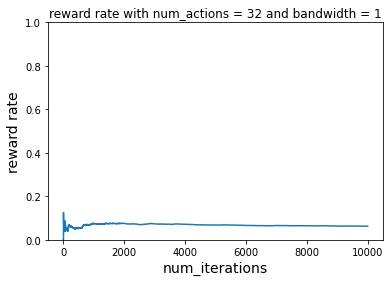 reward rate with num_actions = 32 and bandwidth = 1
1.0
0.8
0.6
0.4
0.2
0.0
reward rate
0 2000 4000 6000 8000 10000
num_iterations